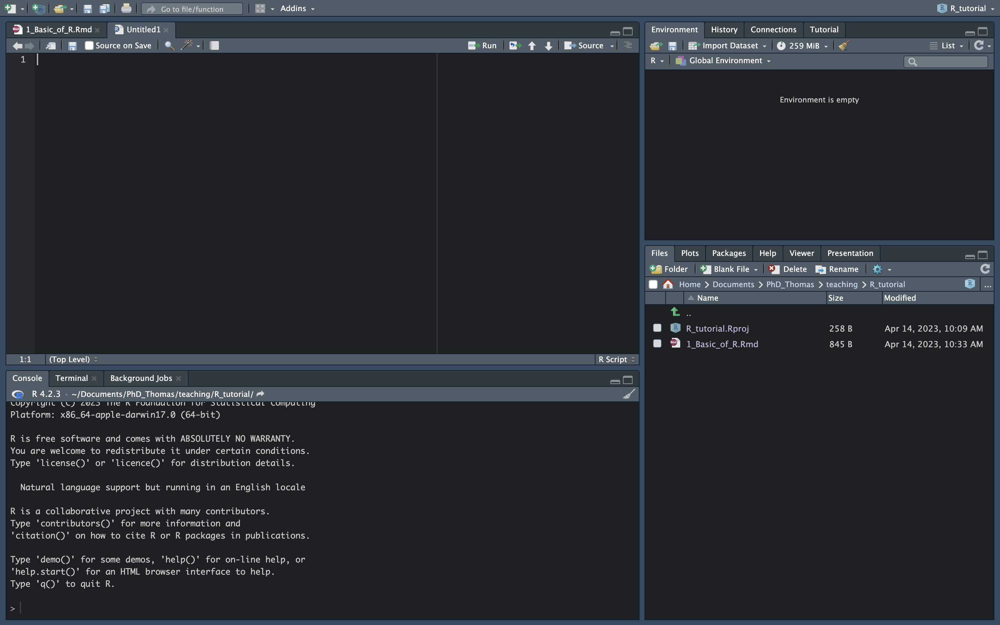 Go to file/function
Addins
R_tutorial
1_Basic_of_R.Rmd
Untitled1
Source on Save
Run
Source
1
1:1
(Top Level)
R Script
Console
Terminal
Background Jobs
R 4.2.3 · ~/Documents/PhD_Thomas/teaching/R_tutorial/
Copyright (C) 2023 The R Foundation for Statistical Computing
Platform: x86_64-apple-darwin17.0 (64-bit)
R is free software and comes with ABSOLUTELY NO WARRANTY.
You are welcome to redistribute it under certain conditions.
Type 'license()' or 'licence()' for distribution details.
Natural language support but running in an English locale
R is a collaborative project with many contributors.
Type 'contributors()' for more information and
'citation()' on how to cite R or R packages in publications.
Type 'demo()' for some demos, 'help()' for on-line help, or
'help.start()' for an HTML browser interface to help.
Type 'q()' to quit R.
>
Environment
History
Connections
Tutorial
Import Dataset
259 MiB
List
R
Global Environment
Environment is empty
Files
Plots
Packages
Help
Viewer
Presentation
Folder
Blank File
Delete
Rename
Home
Documents
PhD_Thomas
teaching
R_tutorial
...
Name
Size
Modified
..
R_tutorial.Rproj 258 B Apr 14, 2023, 10:09 AM
1_Basic_of_R.Rmd 845 B Apr 14, 2023, 10:33 AM